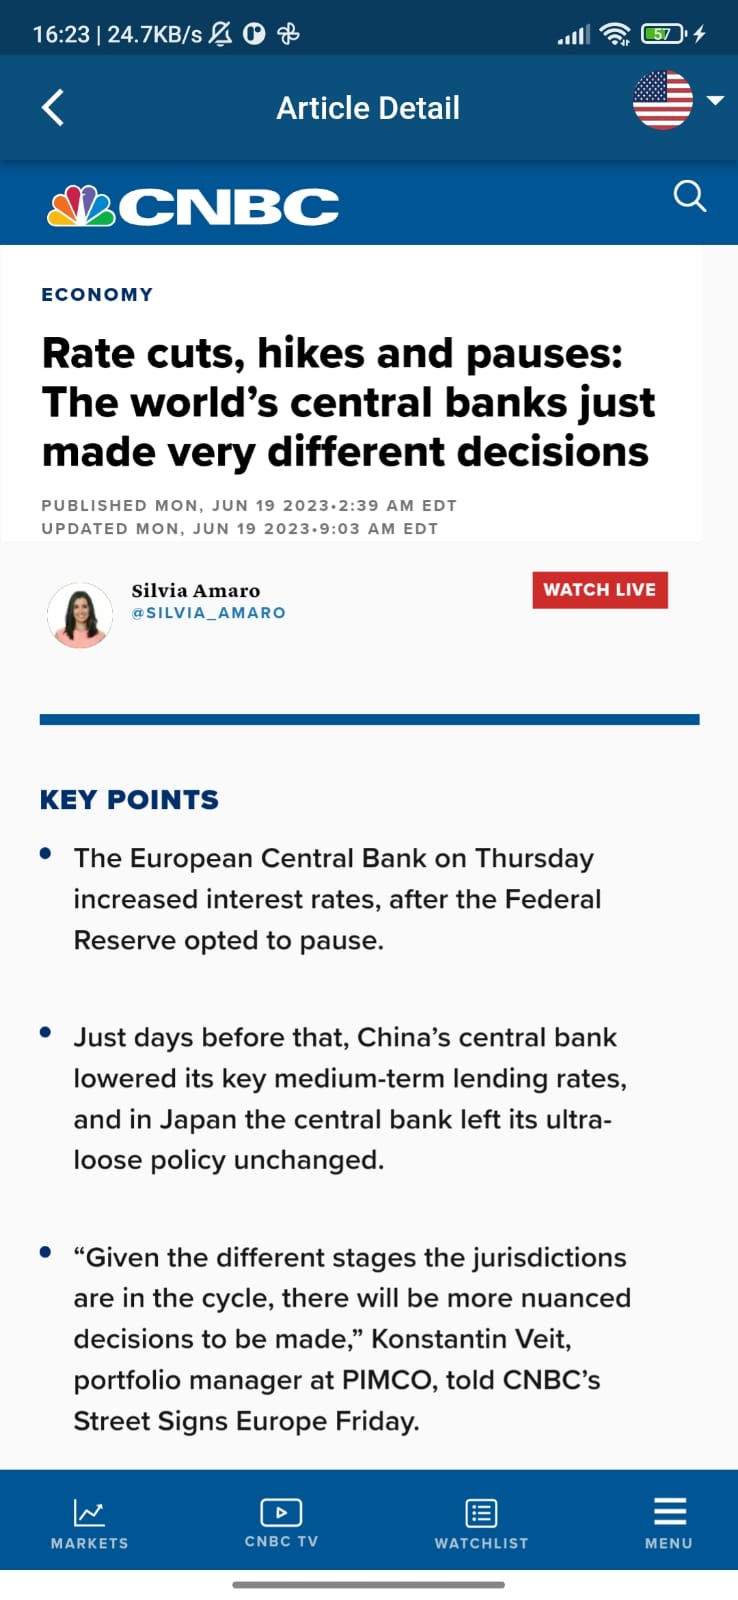 16:23 | 24.7KB/s
57
Article Detail
CNBC
ECONOMY
Rate cuts, hikes and pauses:
The world’s central banks just
made very different decisions
PUBLISHED MON, JUN 19 2023•2:39 AM EDT
UPDATED MON, JUN 19 2023•9:03 AM EDT
Silvia Amaro
@SILVIA_AMARO
WATCH LIVE
KEY POINTS
The European Central Bank on Thursday
increased interest rates, after the Federal
Reserve opted to pause.
Just days before that, China’s central bank
lowered its key medium-term lending rates,
and in Japan the central bank left its ultra-
loose policy unchanged.
“Given the different stages the jurisdictions
are in the cycle, there will be more nuanced
decisions to be made,” Konstantin Veit,
portfolio manager at PIMCO, told CNBC’s
Street Signs Europe Friday.
MARKETS
CNBC TV
WATCHLIST
MENU